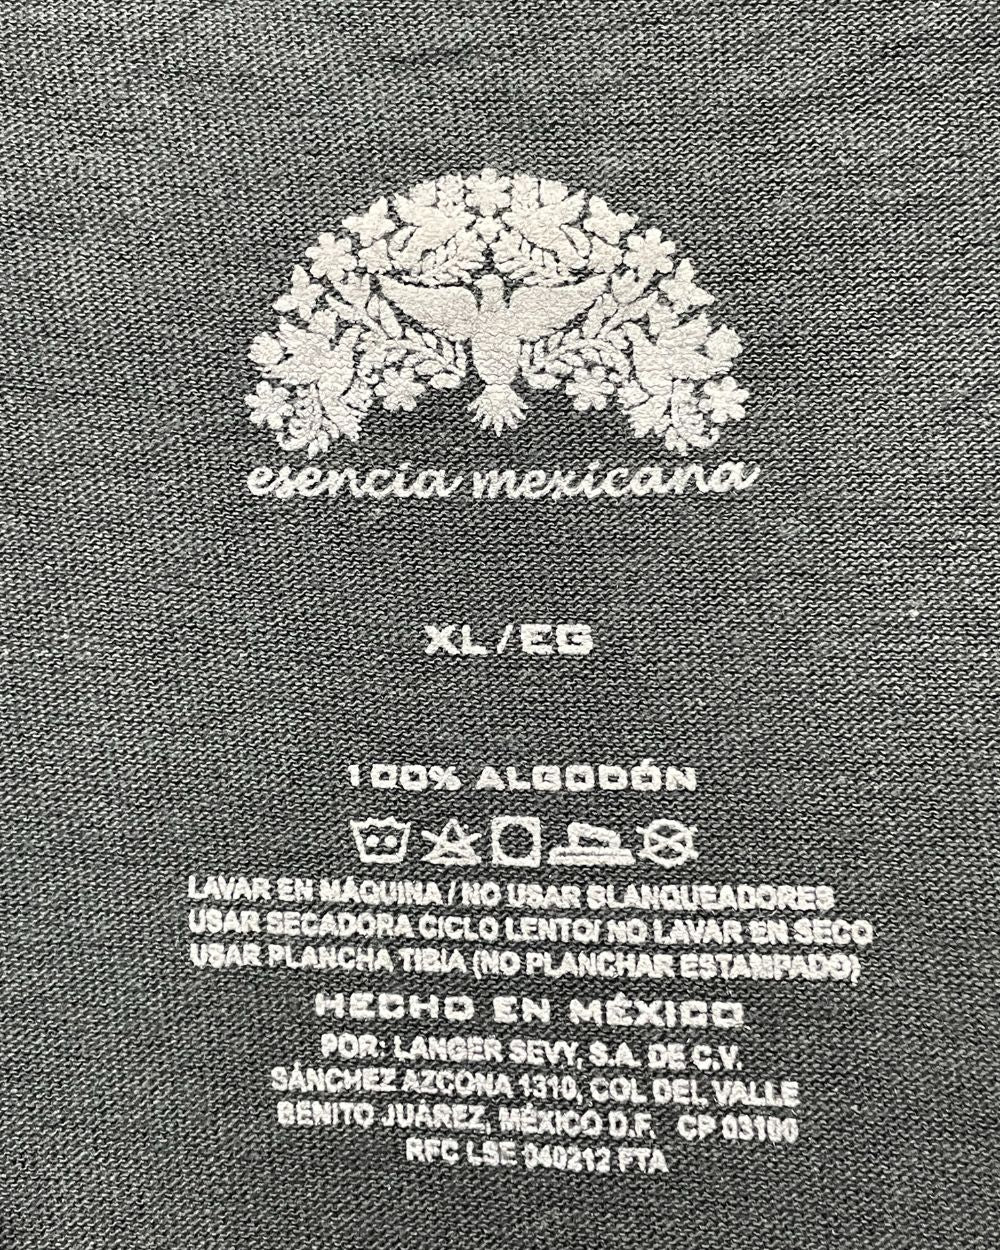 esencia mexicana
XL/EG
100% ALGODÓN
LAVAR EN MÁQUINA / NO USAR BLANQUEADORES
USAR SECADORA CICLO LENTO/ NO LAVAR EN SECO
USAR PLANCHA TIBIA (NO PLANCHAR ESTAMPADO)
HECHO EN MÉXICO
POR: LANGER SEVY, S.A. DE C.V.
SÁNCHEZ AZCONA 1310, COL DEL VALLE
BENITO JUÁREZ, MÉXICO D.F. CP 03100
RFC LSE 040212 PTA